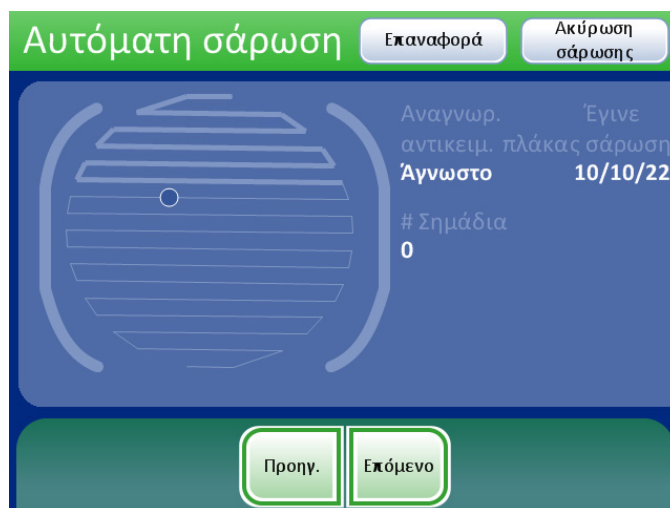 Αυτόματη σάρωση
Επαναφορά
Ακύρωση
σάρωσης
Αναγνωρ. Έγινε
αντικειμ. πλάκας σάρωση
Άγνωστο 10/10/22
# Σημάδια
0
Προηγ.
Επόμενο